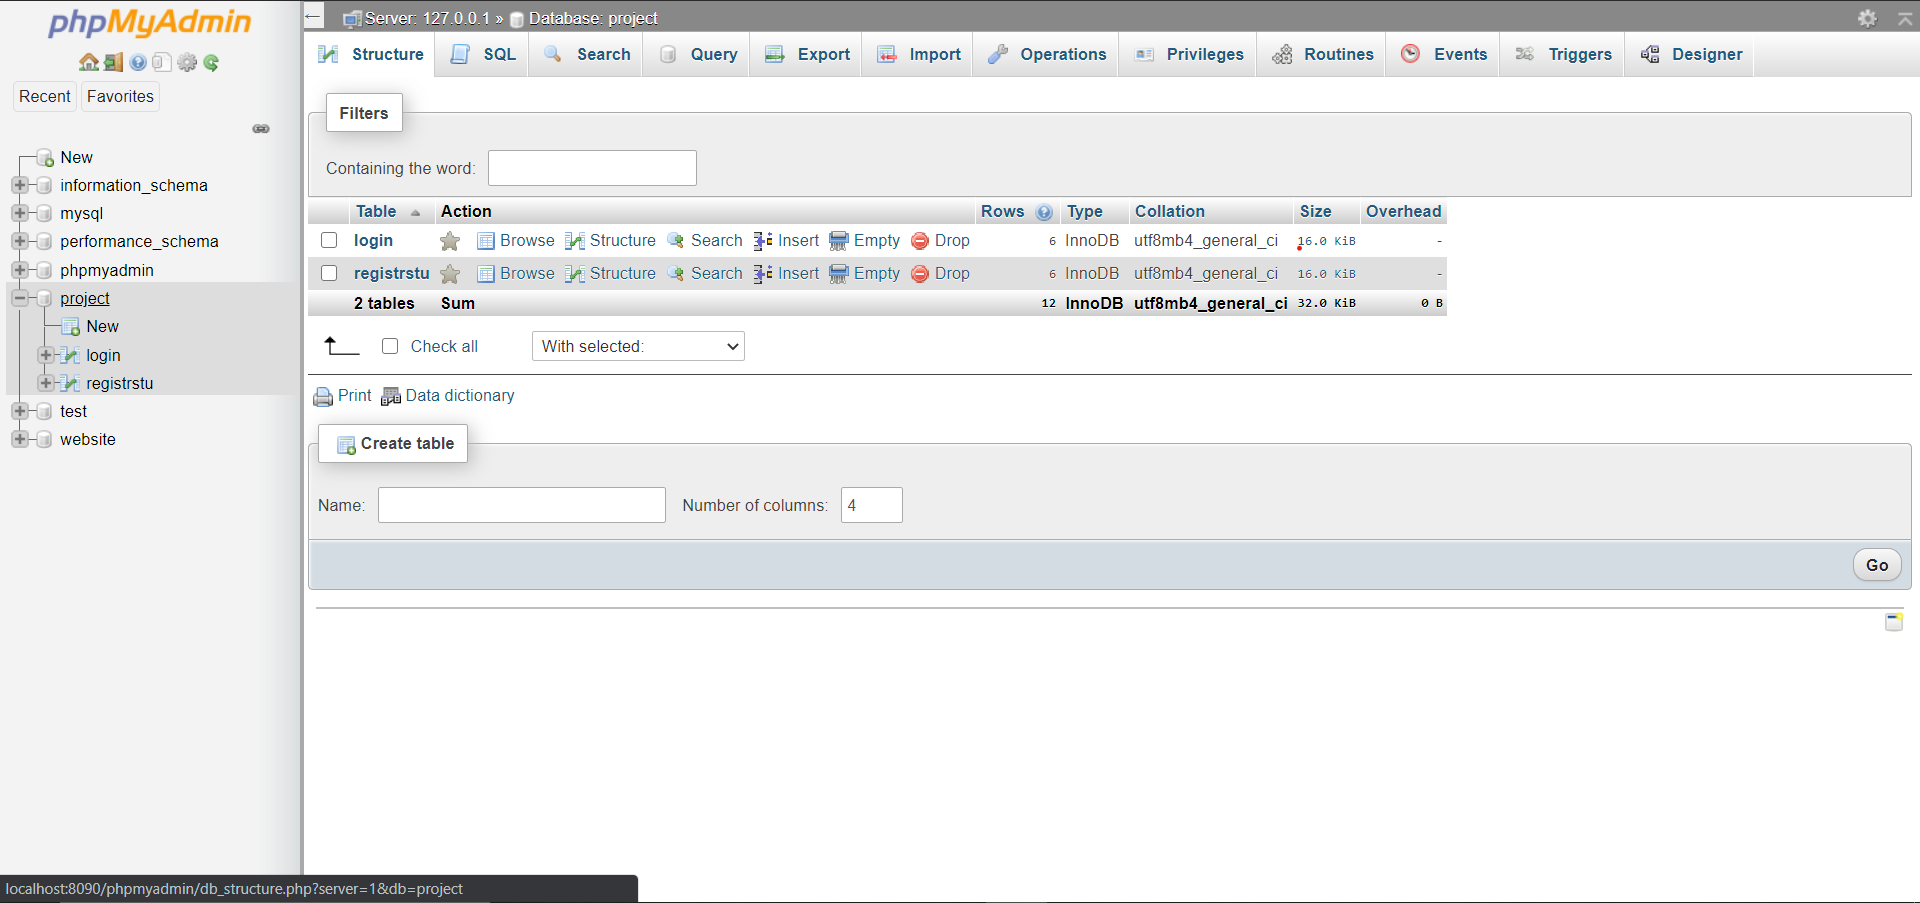 phpMyAdmin
Recent Favorites
New
information_schema
mysql
performance_schema
phpmyadmin
project
New
login
registrstu
test
website
Server: 127.0.0.1 » Database: project
Structure SQL Search Query Export Import Operations Privileges Routines Events Triggers Designer
Filters
Containing the word:
Table Action Rows Type Collation Size Overhead
login Browse Structure Search Insert Empty Drop 6 InnoDB utf8mb4_general_ci 16.0 KiB -
registrstu Browse Structure Search Insert Empty Drop 6 InnoDB utf8mb4_general_ci 16.0 KiB -
2 tables Sum 12 InnoDB utf8mb4_general_ci 32.0 KiB 0 B
Check all With selected:
Print Data dictionary
Create table
Name: Number of columns: 4
Go
localhost:8090/phpmyadmin/db_structure.php?server=1&db=project